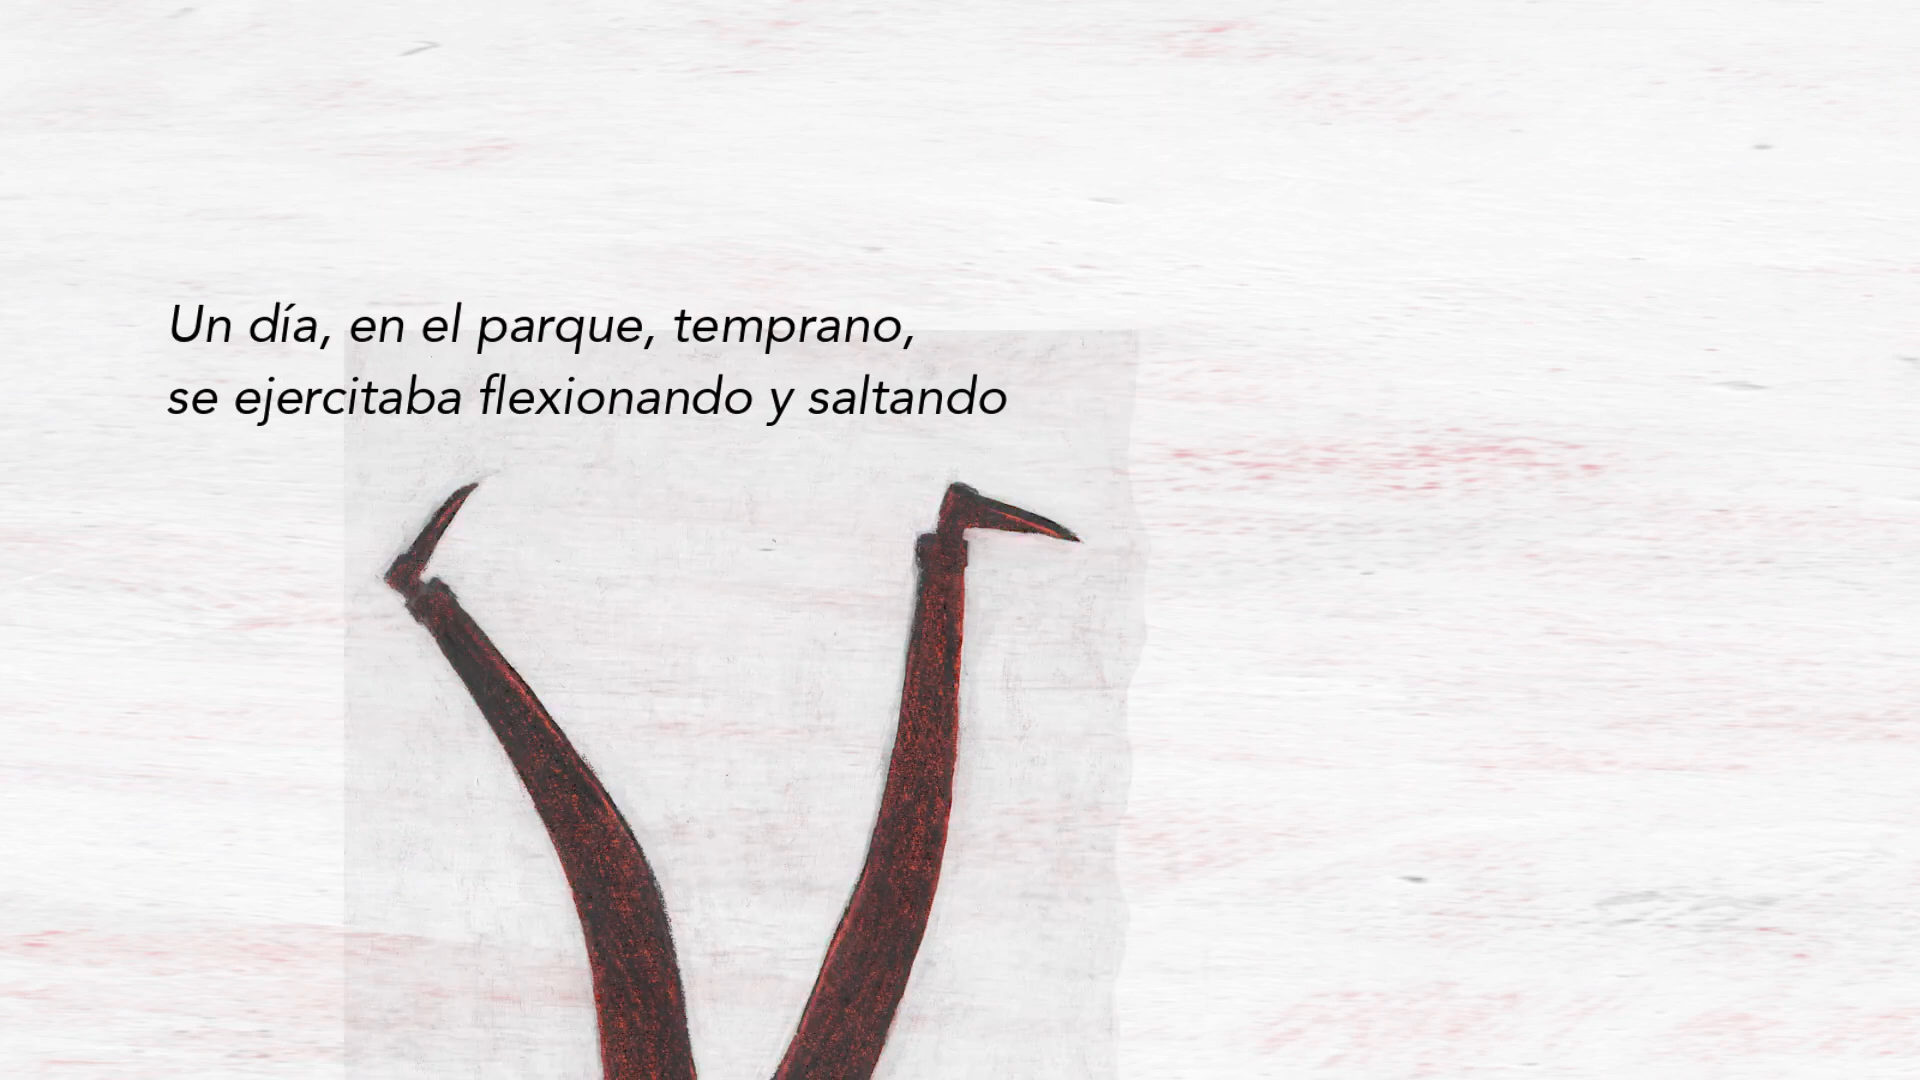 Un día, en el parque, temprano,
se ejercitaba flexionando y saltando